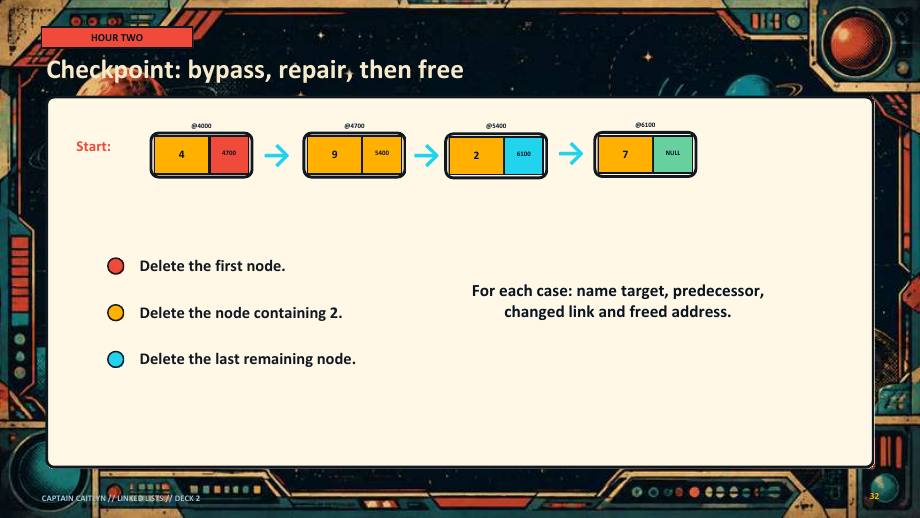 HOUR TWO
Checkpoint: bypass, repair, then free
@4000 @4700 @5400 @6100
Start: 4 4700 9 5400 2 6100 7 NULL
Delete the first node.
Delete the node containing 2.
Delete the last remaining node.
For each case: name target, predecessor,
changed link and freed address.
CAPTAIN CAITLYN // LINKED LISTS // DECK 2
32